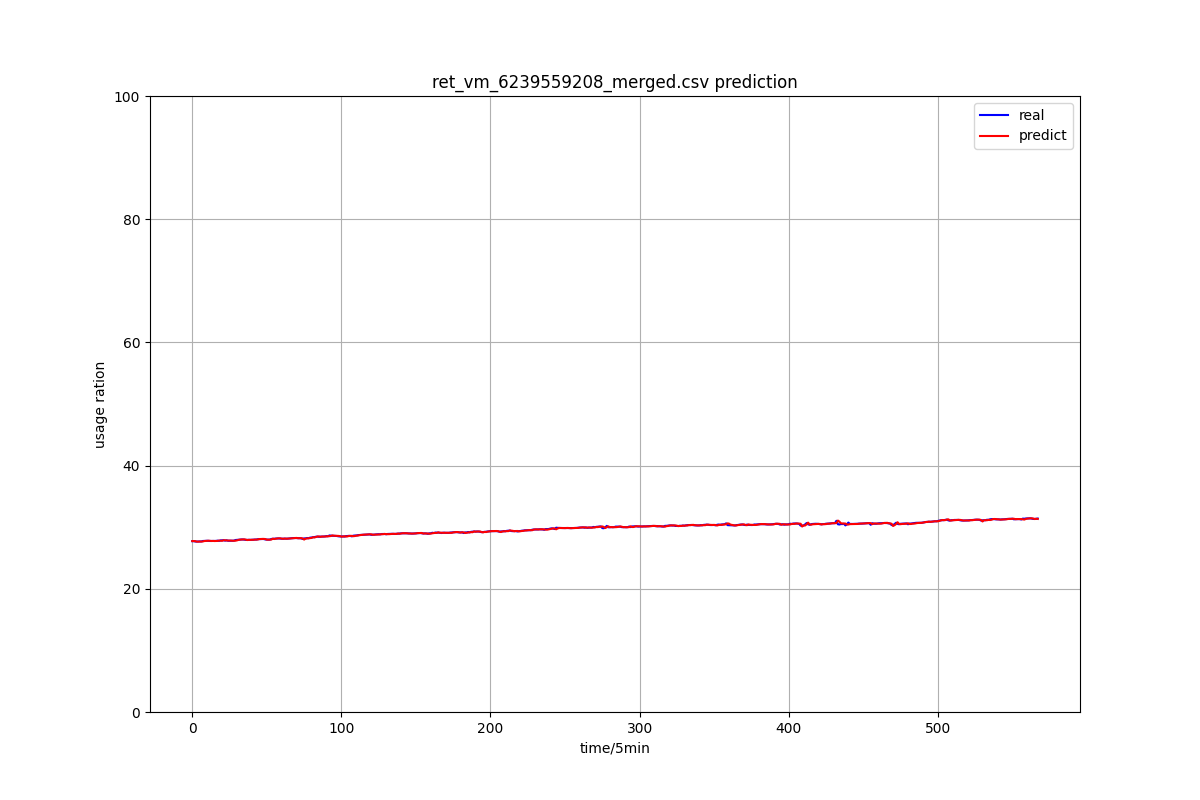 ret_vm_6239559208_merged.csv prediction
100
80
60
40
20
0
usage ration
real
predict
0 100 200 300 400 500
time/5min